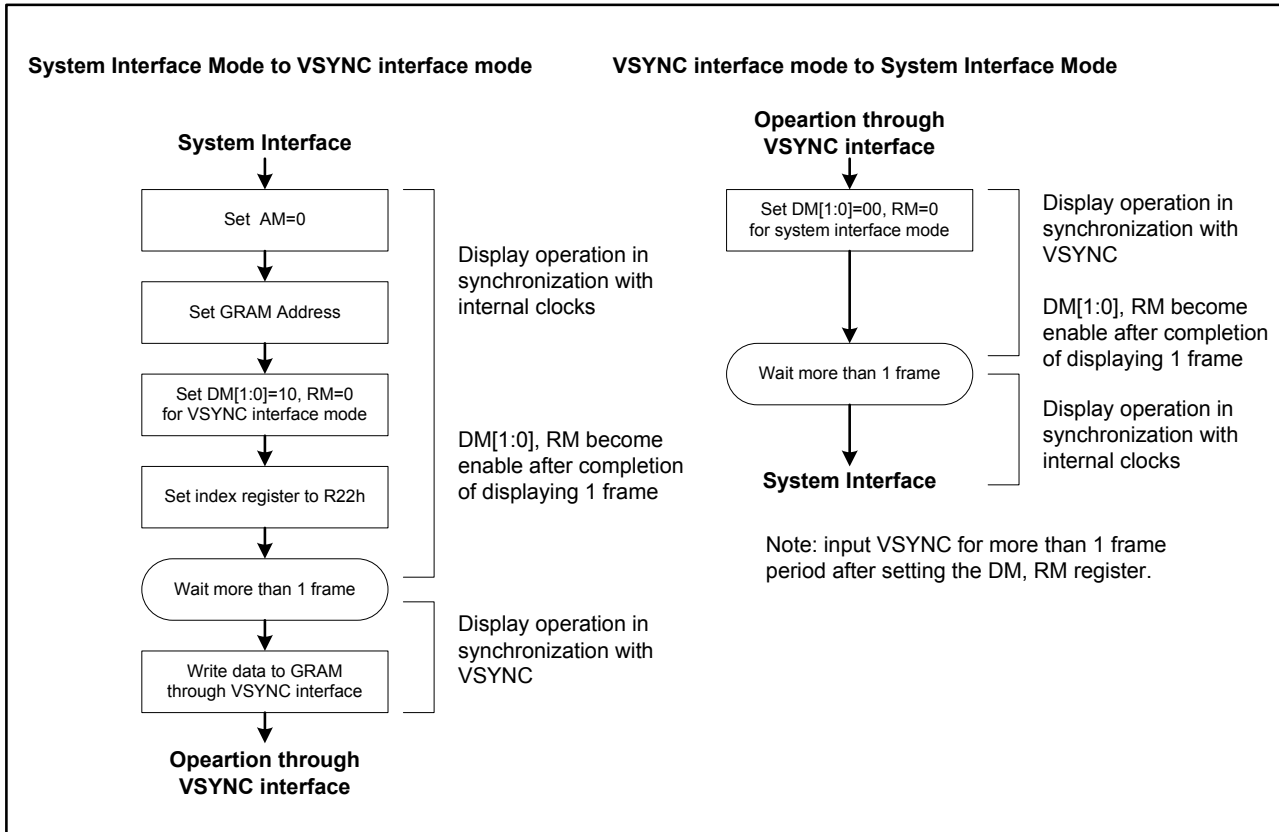 System Interface Mode to VSYNC interface mode
System Interface
Set AM=0
Set GRAM Address
Set DM[1:0]=10, RM=0
for VSYNC interface mode
Set index register to R22h
Wait more than 1 frame
Write data to GRAM
through VSYNC interface
Opeartion through
VSYNC interface
Display operation in
synchronization with
internal clocks
DM[1:0], RM become
enable after completion
of displaying 1 frame
Display operation in
synchronization with
VSYNC
VSYNC interface mode to System Interface Mode
Opeartion through
VSYNC interface
Set DM[1:0]=00, RM=0
for system interface mode
Wait more than 1 frame
System Interface
Display operation in
synchronization with
VSYNC
DM[1:0], RM become
enable after completion
of displaying 1 frame
Display operation in
synchronization with
internal clocks
Note: input VSYNC for more than 1 frame
period after setting the DM, RM register.